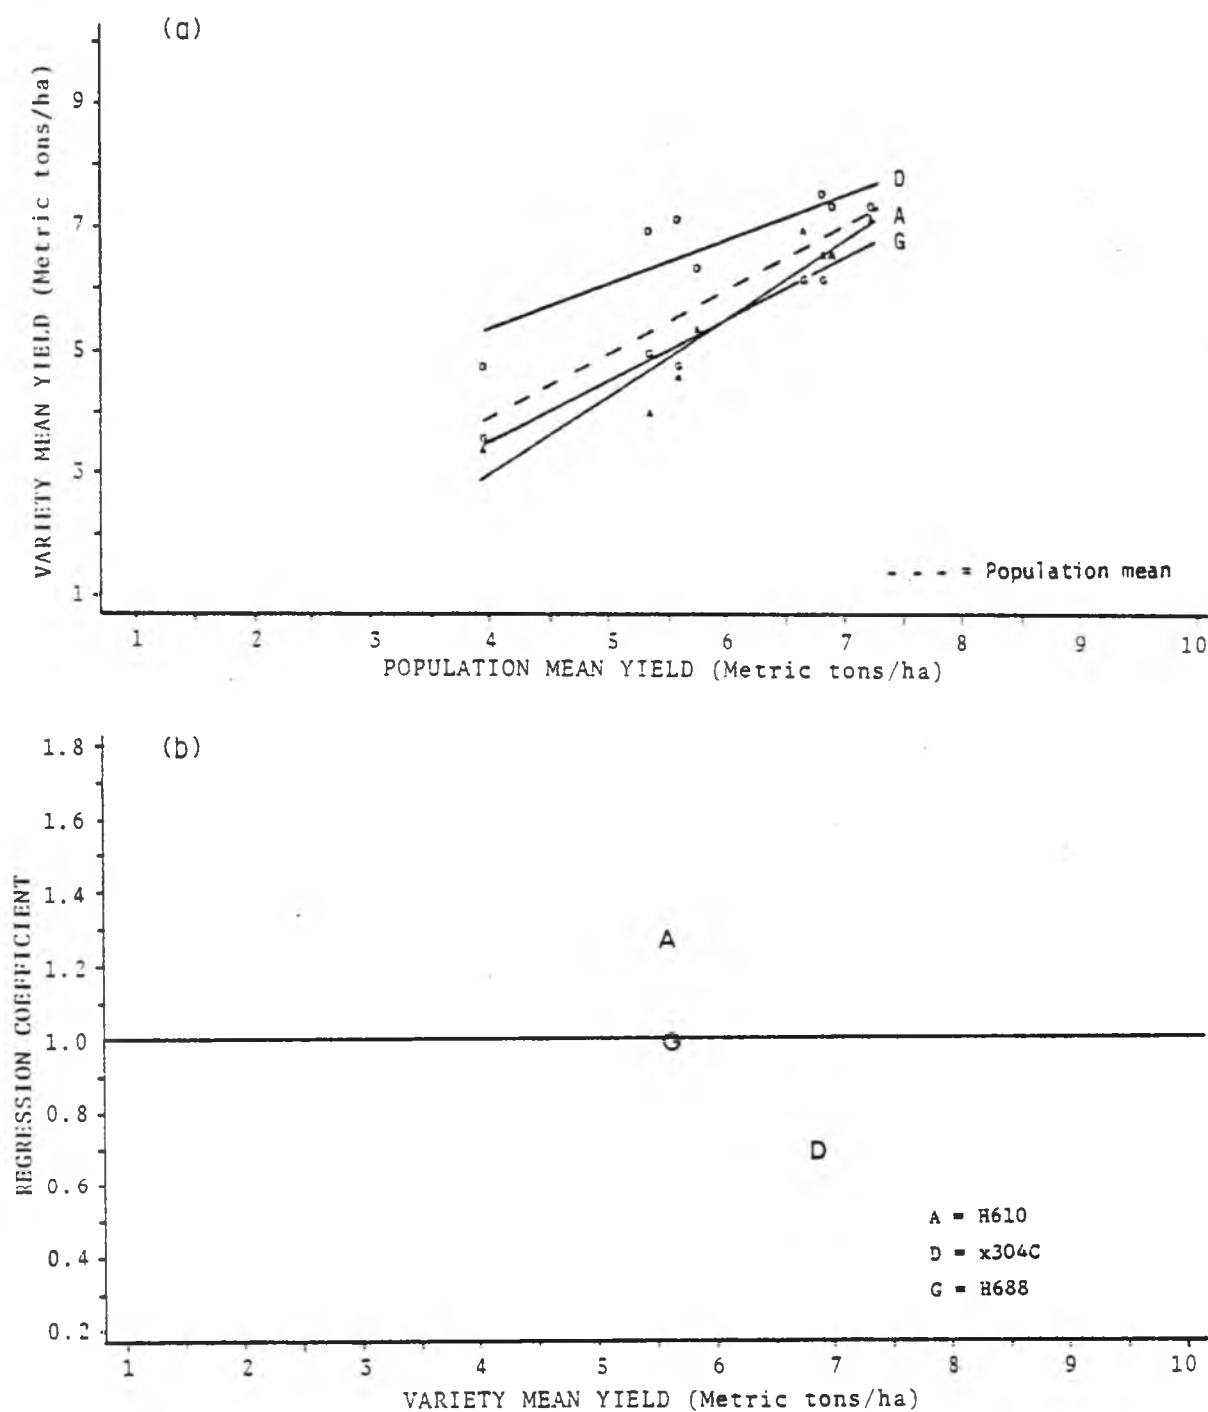 (a)
VARIETY MEAN YIELD (Metric tons/ha)
9
7
5
3
1
D
A
G
D D D D D D D
A A A A A A
G G G G G
- - - = Population mean
1 2 3 4 5 6 7 8 9 10
POPULATION MEAN YIELD (Metric tons/ha)
(b)
REGRESSION COEFFICIENT
1.8
1.6
1.4
1.2
1.0
0.8
0.6
0.4
0.2
A
G
D
A = H610
D = x304C
G = H688
1 2 3 4 5 6 7 8 9 10
VARIETY MEAN YIELD (Metric tons/ha)